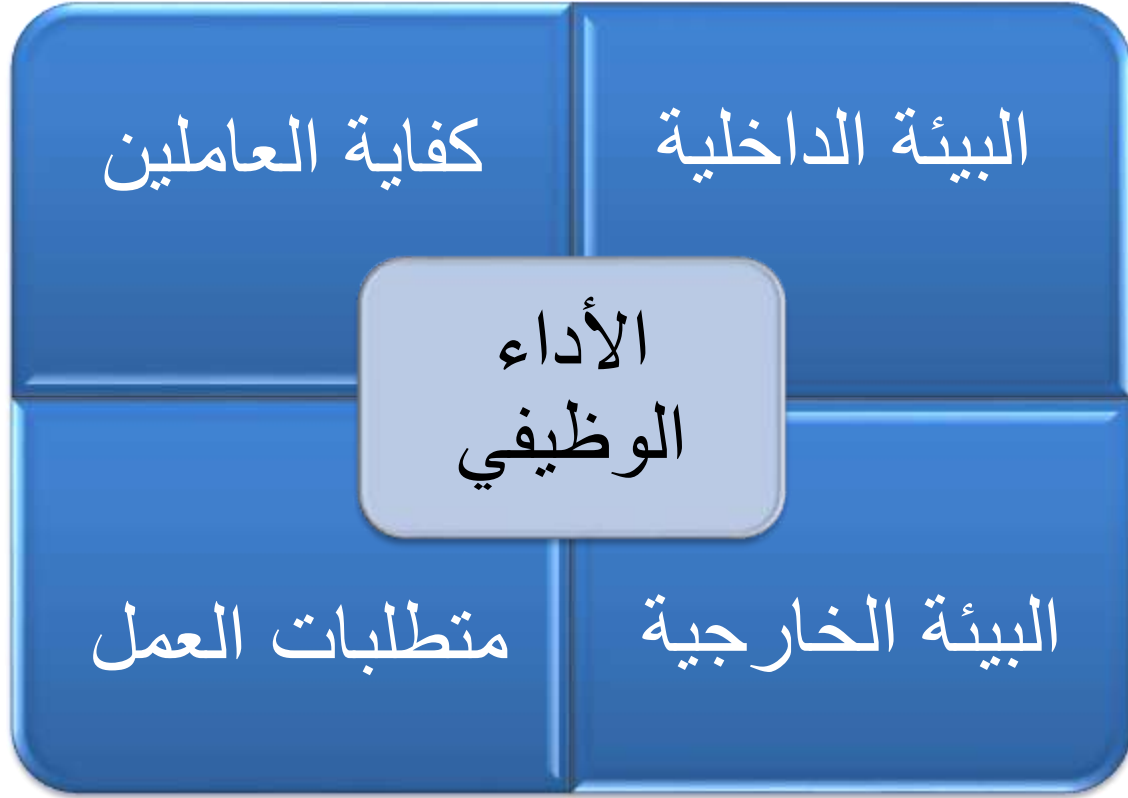 البيئة الداخلية
كفاية العاملين
الأداء
الوظيفي
البيئة الخارجية
متطلبات العمل